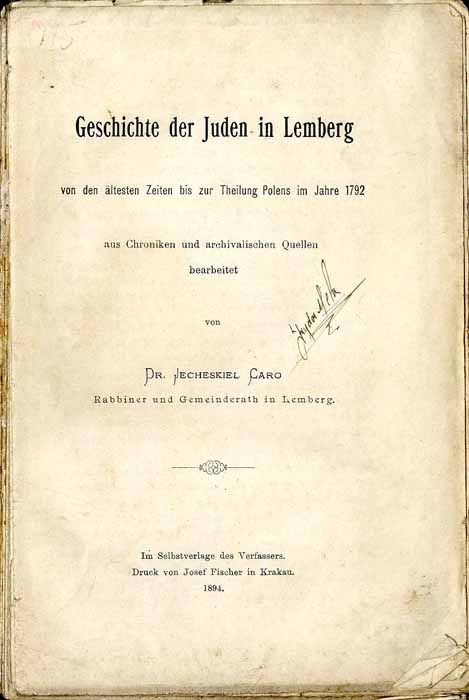 Geschichte der Juden in Lemberg
von den ältesten Zeiten bis zur Theilung Polens im Jahre 1792
aus Chroniken und archivalischen Quellen
bearbeitet
von
DR. JECHESKIEL CARO
Rabbiner und Gemeinderath in Lemberg.
Im Selbstverlage des Verfassers.
Druck von Josef Fischer in Krakau.
1894.